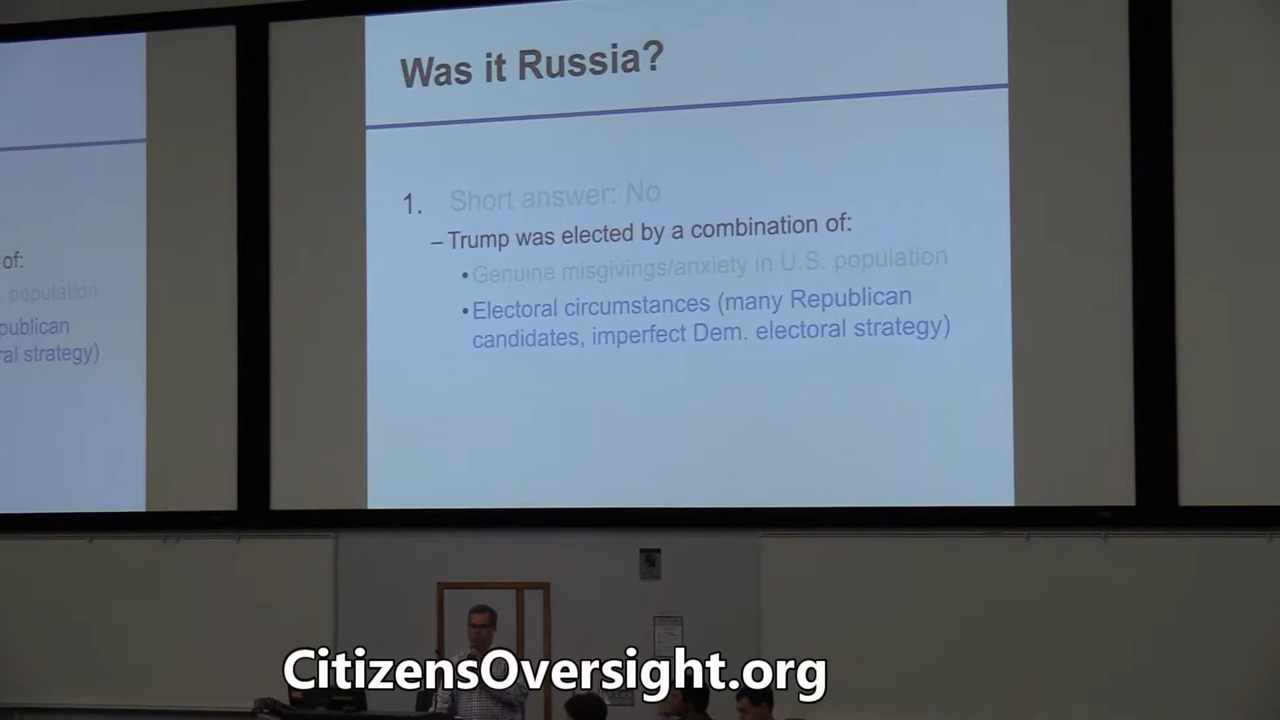 Was it Russia?
1. Short answer: No
– Trump was elected by a combination of:
• Genuine misgivings/anxiety in U.S. population
• Electoral circumstances (many Republican
candidates, imperfect Dem. electoral strategy)
of:
population
publican
ral strategy)
CitizensOversight.org